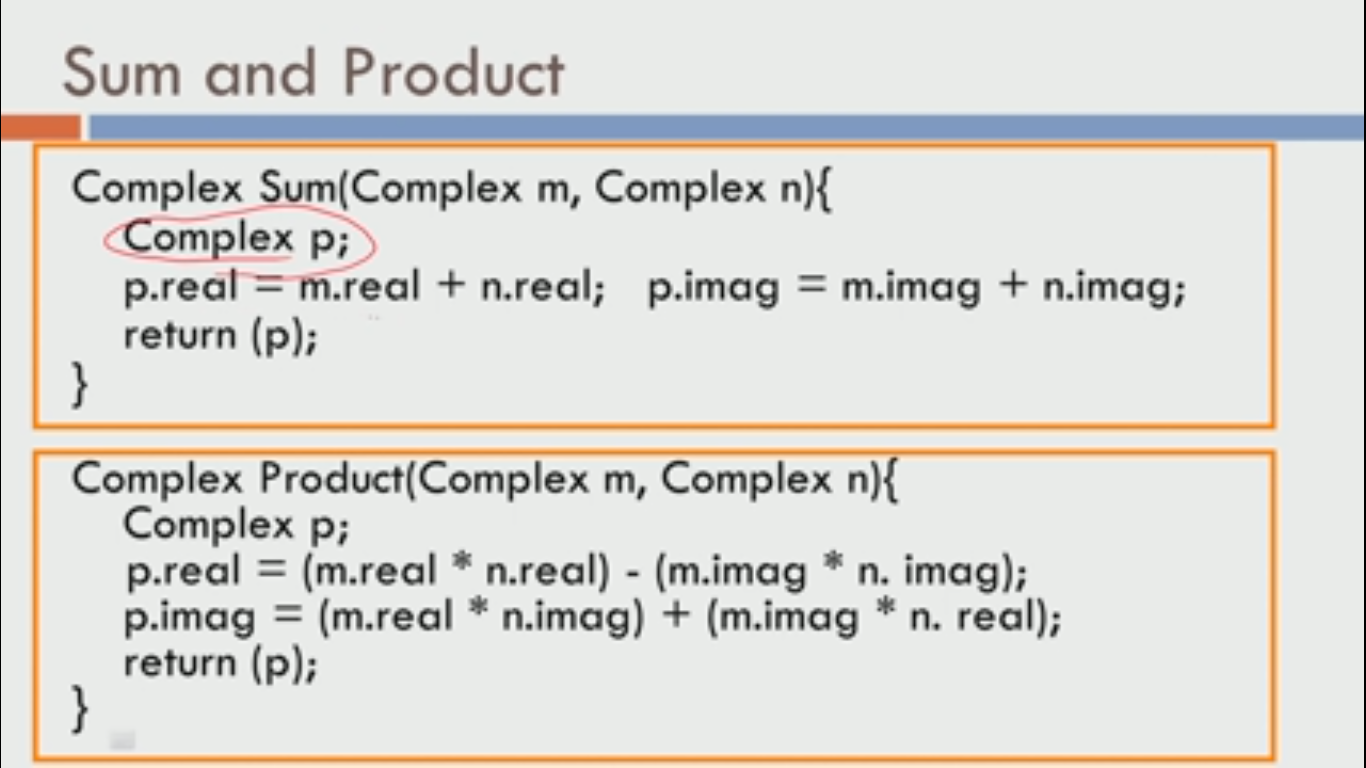 Sum and Product
Complex Sum(Complex m, Complex n){
Complex p;
p.real = m.real + n.real;   p.imag = m.imag + n.imag;
return (p);
}
Complex Product(Complex m, Complex n){
Complex p;
p.real = (m.real * n.real) - (m.imag * n. imag);
p.imag = (m.real * n.imag) + (m.imag * n. real);
return (p);
}